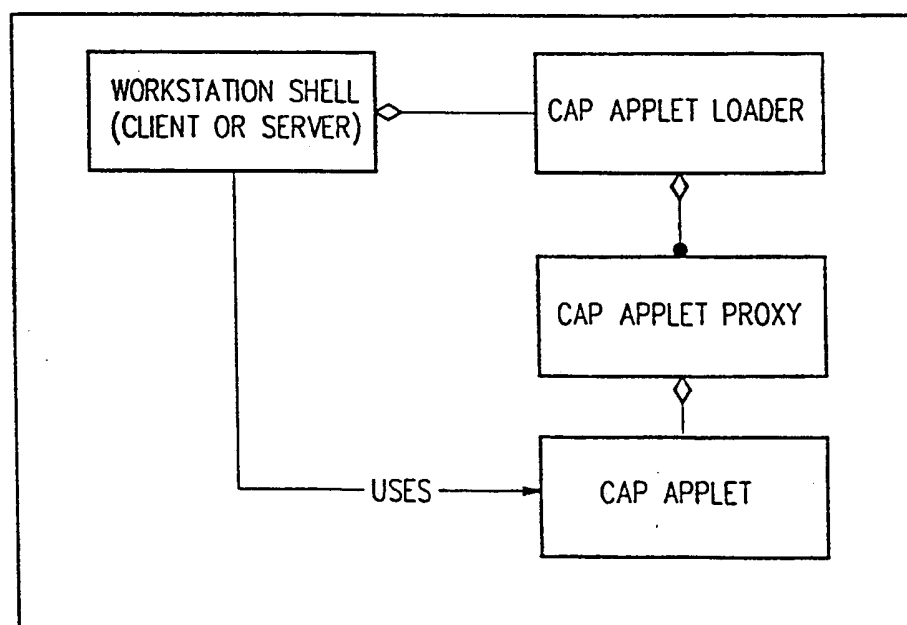 WORKSTATION SHELL
(CLIENT OR SERVER)
CAP APPLET LOADER
CAP APPLET PROXY
USES
CAP APPLET